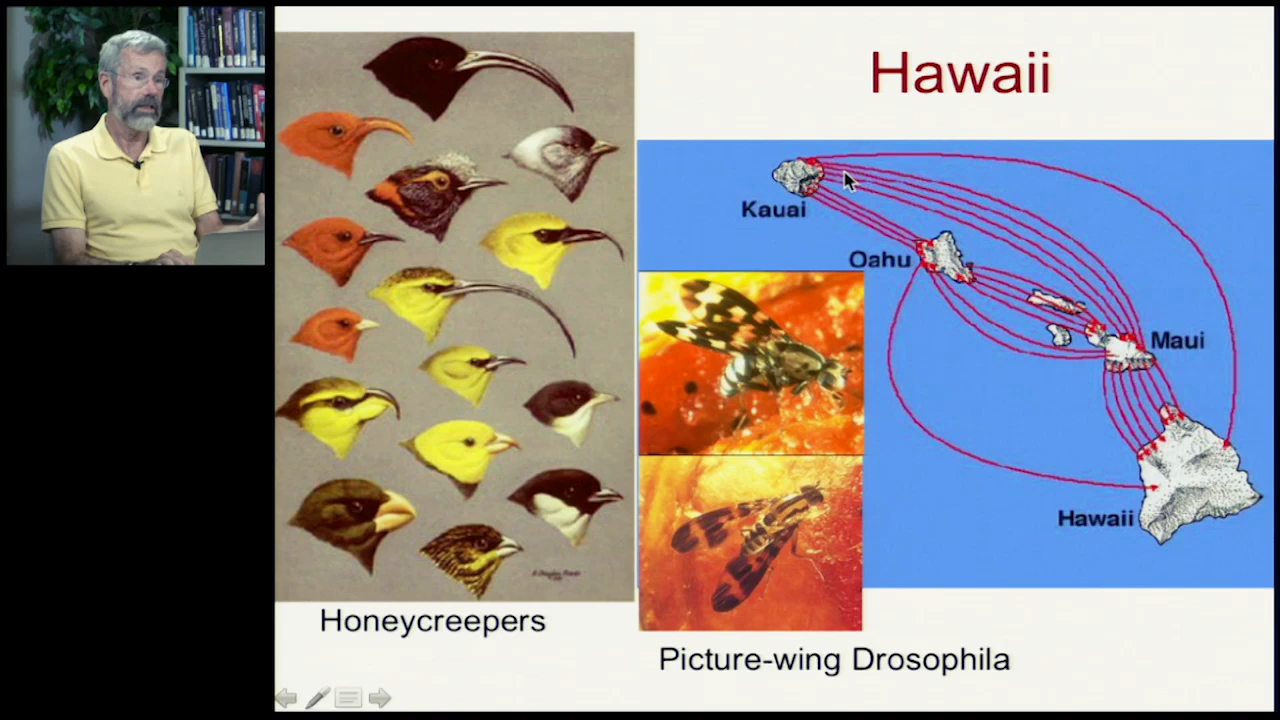 Hawaii
Kauai
Oahu
Maui
Hawaii
Honeycreepers
Picture-wing Drosophila